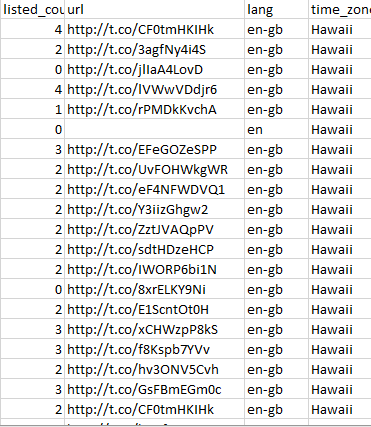 listed_cou url lang time_zone
4 http://t.co/CF0tmHKIHk en-gb Hawaii
2 http://t.co/3agfNy4i4S en-gb Hawaii
0 http://t.co/jlIaA4LovD en-gb Hawaii
4 http://t.co/lVWwVDdjr6 en-gb Hawaii
1 http://t.co/rPMDkKvchA en-gb Hawaii
0 en Hawaii
3 http://t.co/EFeGOZeSPP en-gb Hawaii
2 http://t.co/UvFOHWkgWR en-gb Hawaii
2 http://t.co/eF4NFWDVQ1 en-gb Hawaii
2 http://t.co/Y3iizGhgw2 en-gb Hawaii
2 http://t.co/ZztJVAQpPV en-gb Hawaii
2 http://t.co/sdtHDzeHCP en-gb Hawaii
2 http://t.co/IWORP6bi1N en-gb Hawaii
0 http://t.co/8xrELKY9Ni en-gb Hawaii
2 http://t.co/E1ScntOt0H en-gb Hawaii
3 http://t.co/xCHWzpP8kS en-gb Hawaii
3 http://t.co/f8Kspb7YVv en-gb Hawaii
2 http://t.co/hv3ONV5Cvh en-gb Hawaii
3 http://t.co/GsFBmEGm0c en-gb Hawaii
2 http://t.co/CF0tmHKIHk en-gb Hawaii